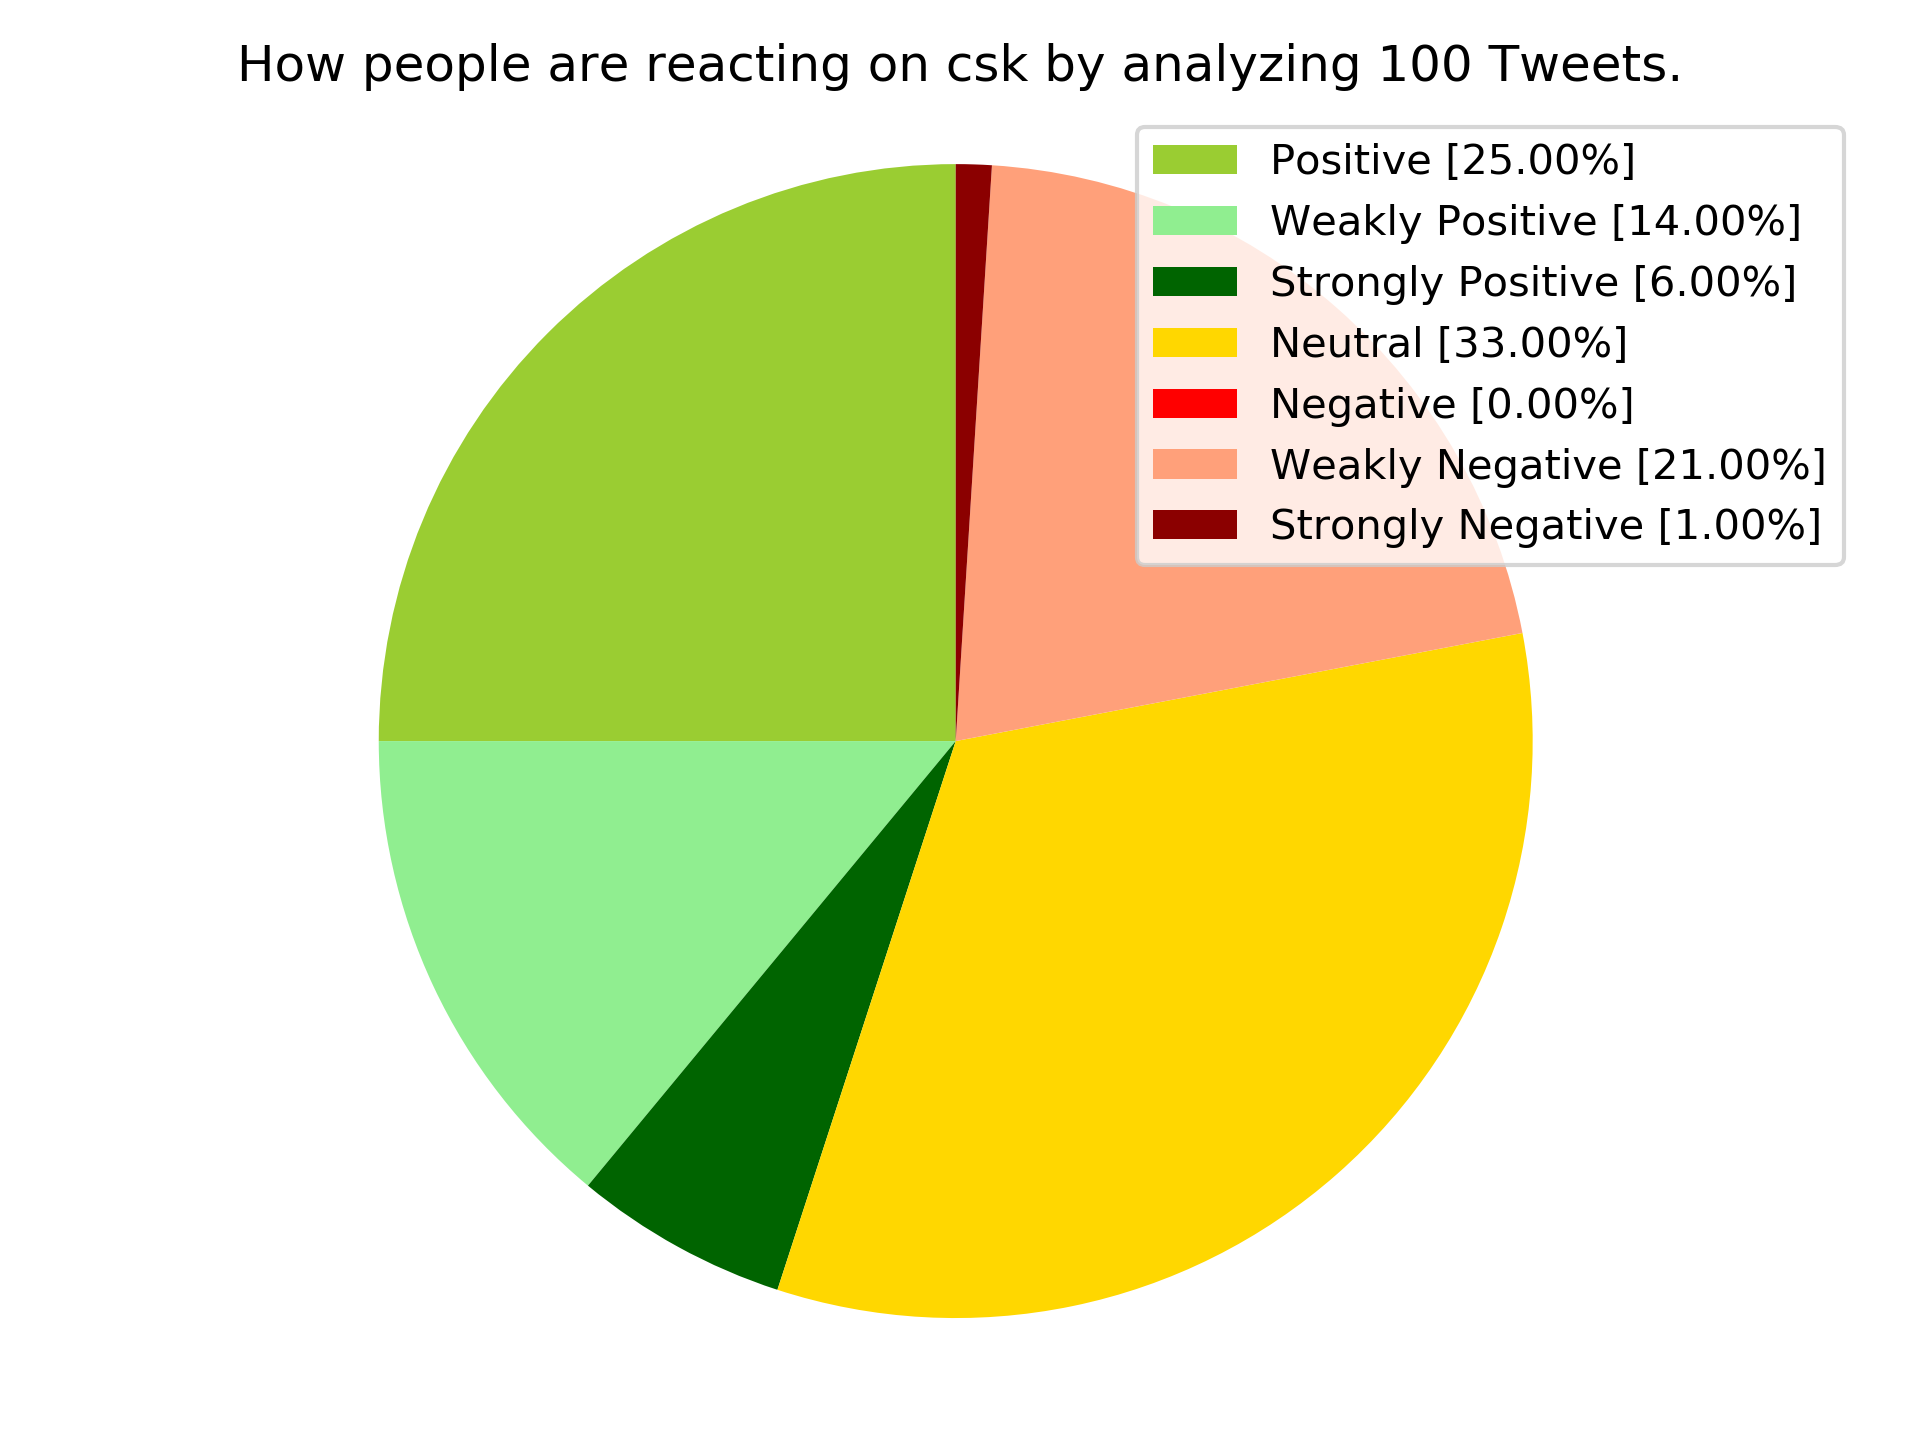 How people are reacting on csk by analyzing 100 Tweets.
Positive [25.00%]
Weakly Positive [14.00%]
Strongly Positive [6.00%]
Neutral [33.00%]
Negative [0.00%]
Weakly Negative [21.00%]
Strongly Negative [1.00%]